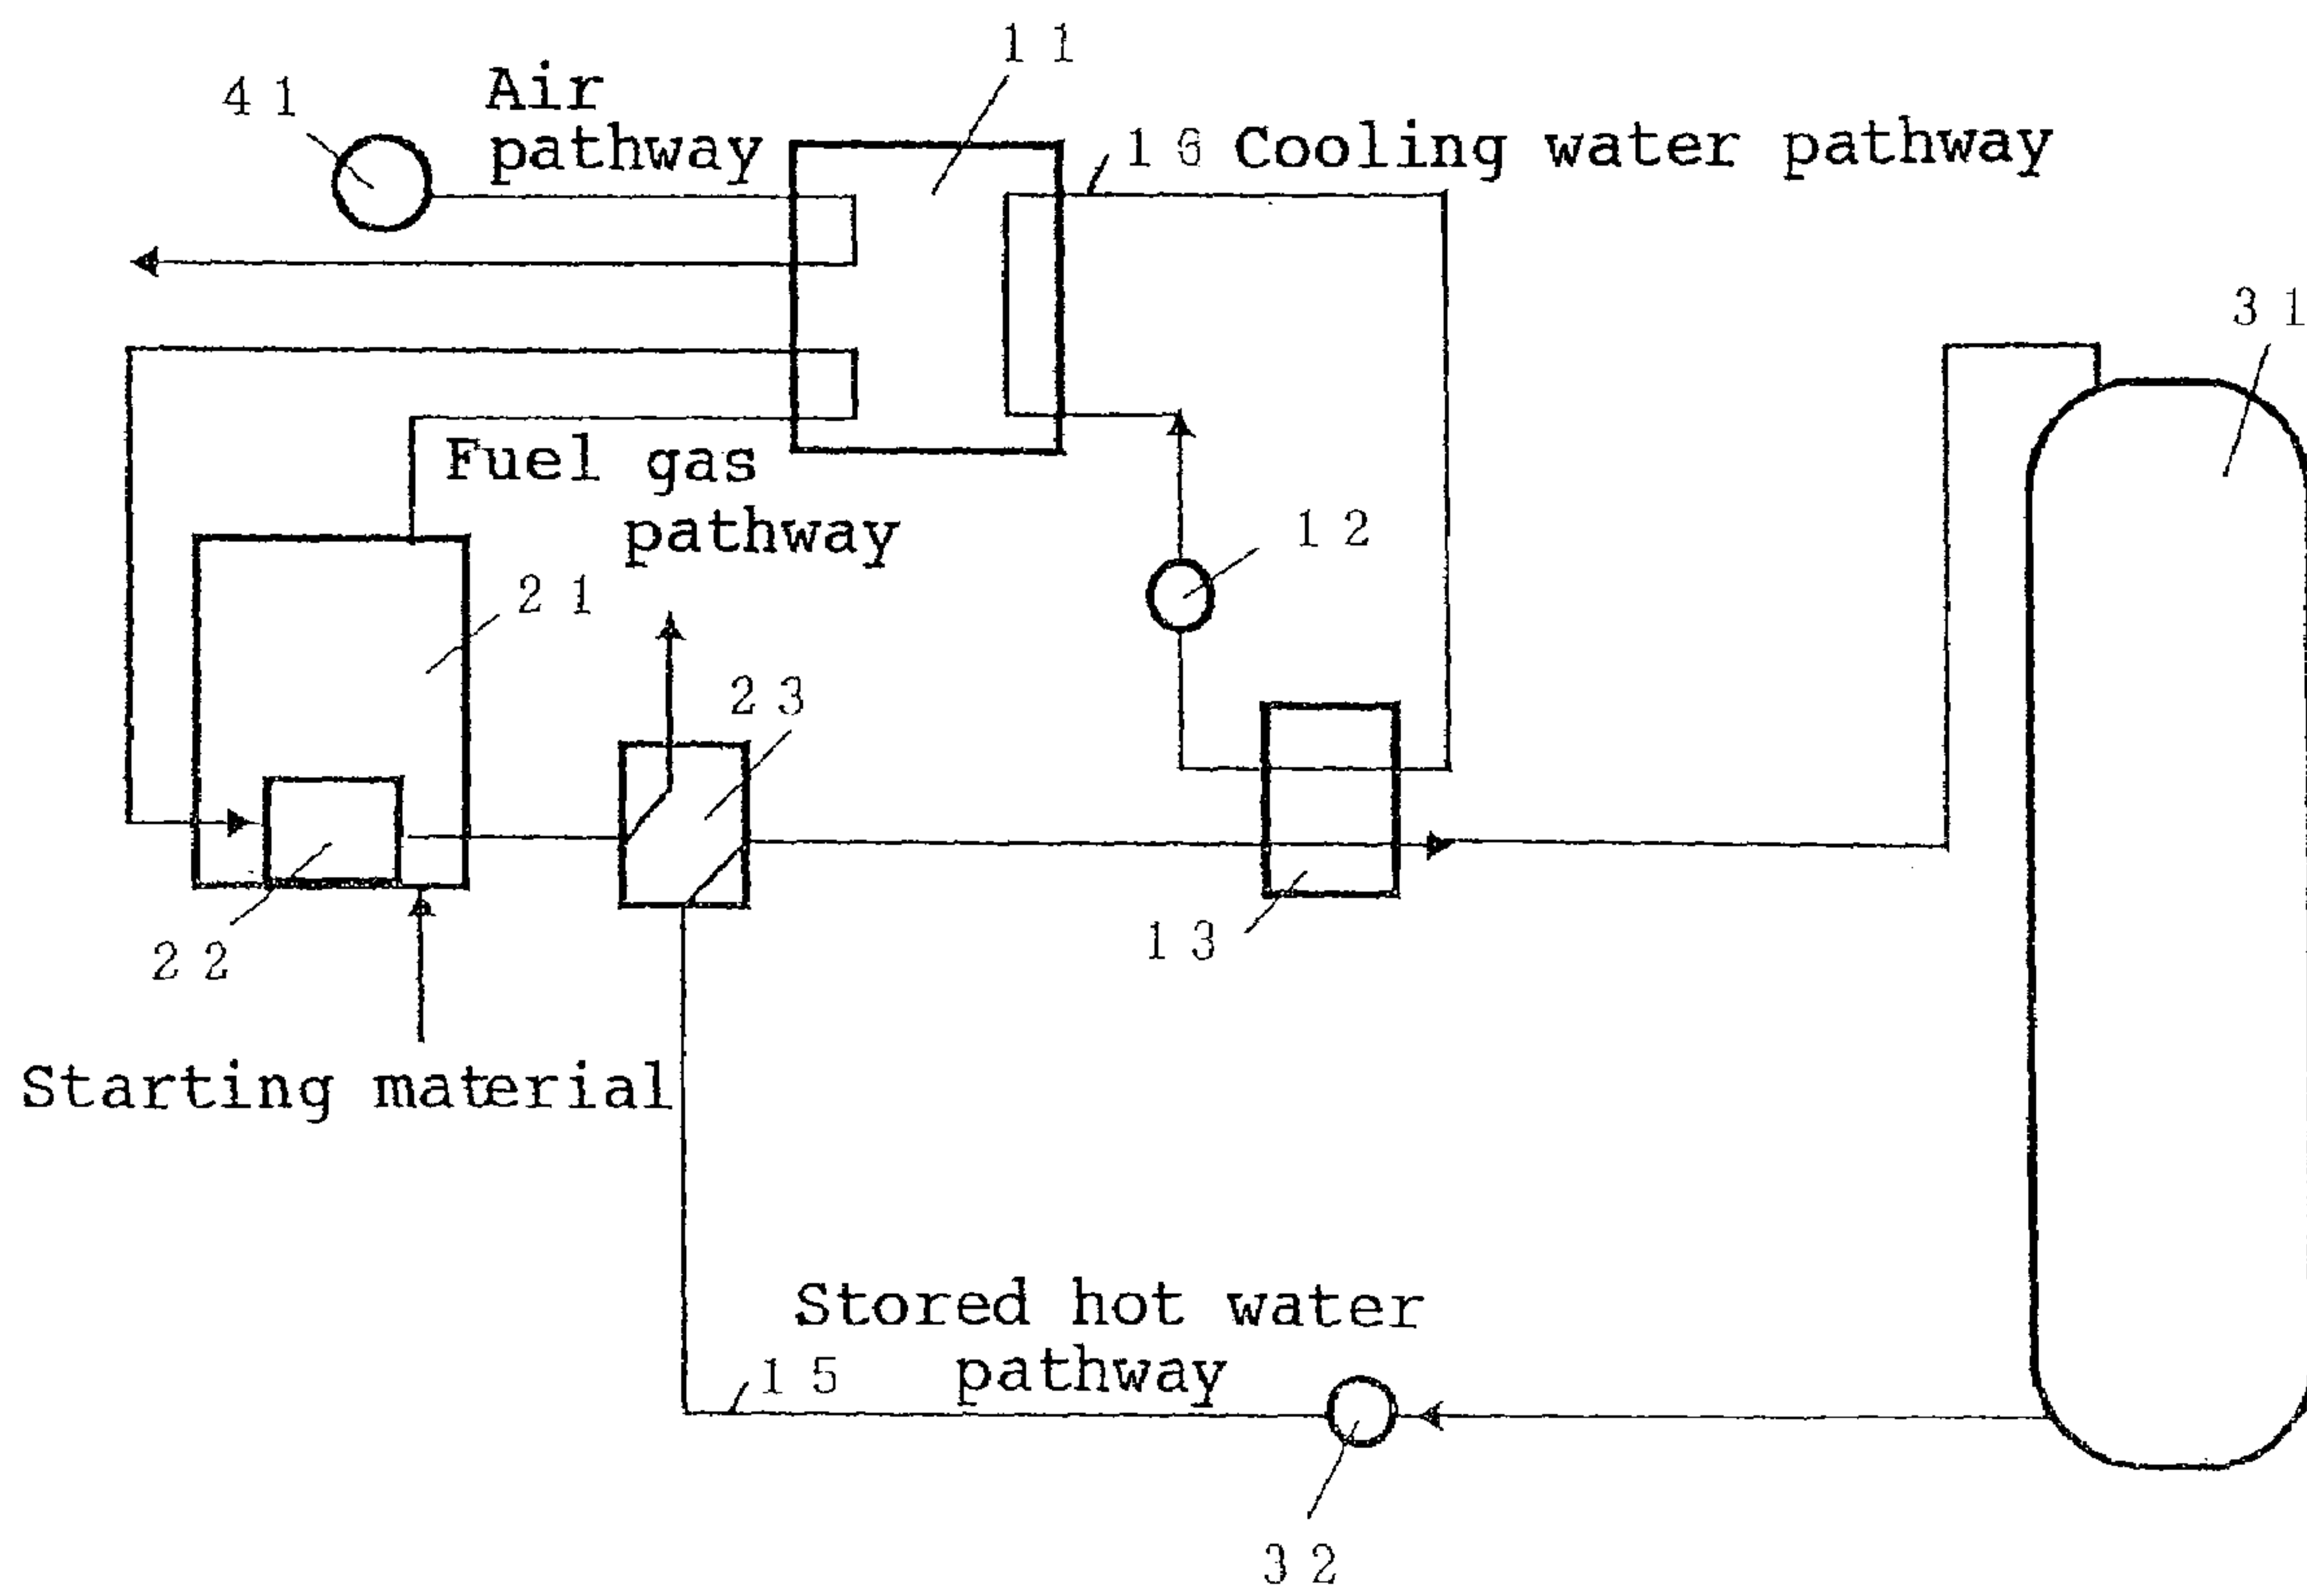 11
41
Air
pathway
16 Cooling water pathway
31
Fuel gas
pathway
12
21
23
22
13
Starting material
Stored hot water
15 pathway
32